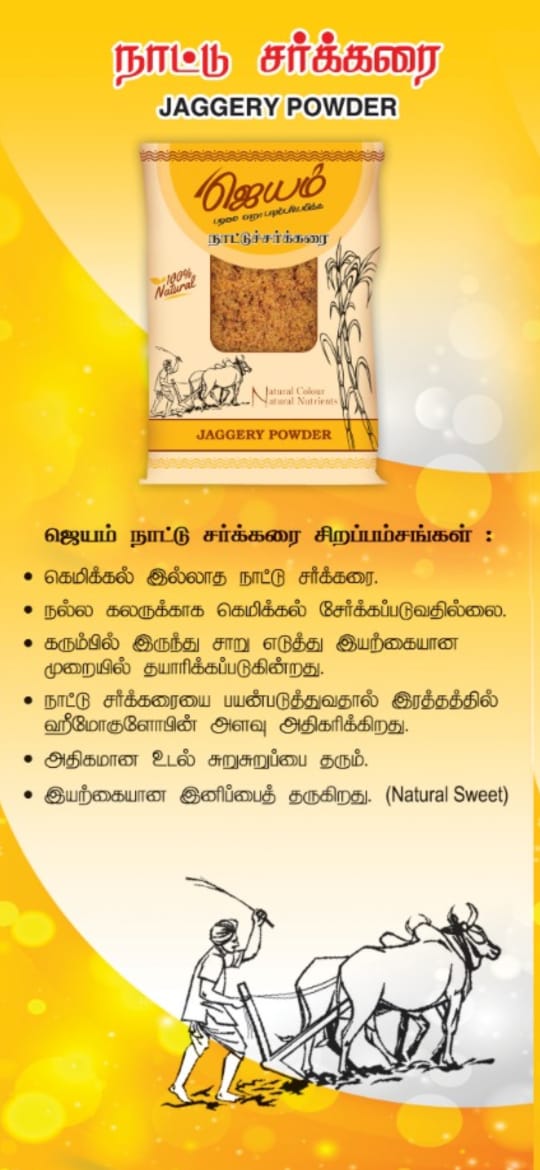 நாட்டு சர்க்கரை
JAGGERY POWDER
ஜெயம்
நாட்டுச்சர்க்கரை
100%
Natural
Natural Colour
Natural Nutrients
JAGGERY POWDER
ஜெயம் நாட்டு சர்க்கரை சிறப்பம்சங்கள் :
• கெமிக்கல் இல்லாத நாட்டு சர்க்கரை.
• நல்ல கலருக்காக கெமிக்கல் சேர்க்கப்படுவதில்லை.
• கரும்பில் இருந்து சாறு எடுத்து இயற்கையான
முறையில் தயாரிக்கப்படுகின்றது.
• நாட்டு சர்க்கரையை பயன்படுத்துவதால் இரத்தத்தில்
ஹீமோகுளோபின் அளவு அதிகரிக்கிறது.
• அதிகமான உடல் சுறுசுறுப்பை தரும்.
• இயற்கையான இனிப்பைத் தருகிறது. (Natural Sweet)